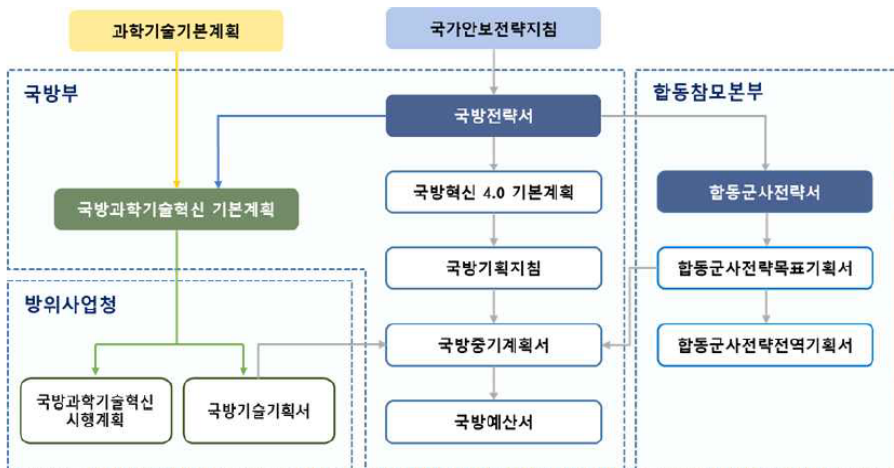 과학기술기본계획
국가안보전략지침
국방부
합동참모본부
국방전략서
국방혁신 4.0 기본계획
합동군사전략서
국방과학기술혁신 기본계획
국방기획지침
합동군사전략목표기획서
방위사업청
국방중기계획서
합동군사전략전역기획서
국방과학기술혁신
시행계획
국방기술기획서
국방예산서